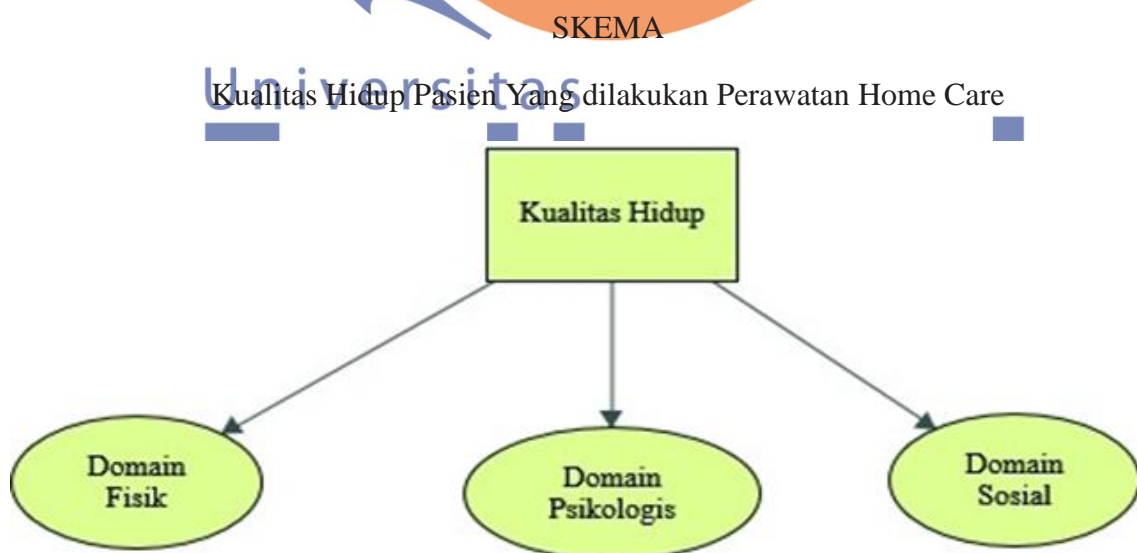 SKEMA
Universitas
Kualitas Hidup Pasien Yang dilakukan Perawatan Home Care
Kualitas Hidup
Domain
Fisik
Domain
Psikologis
Domain
Sosial